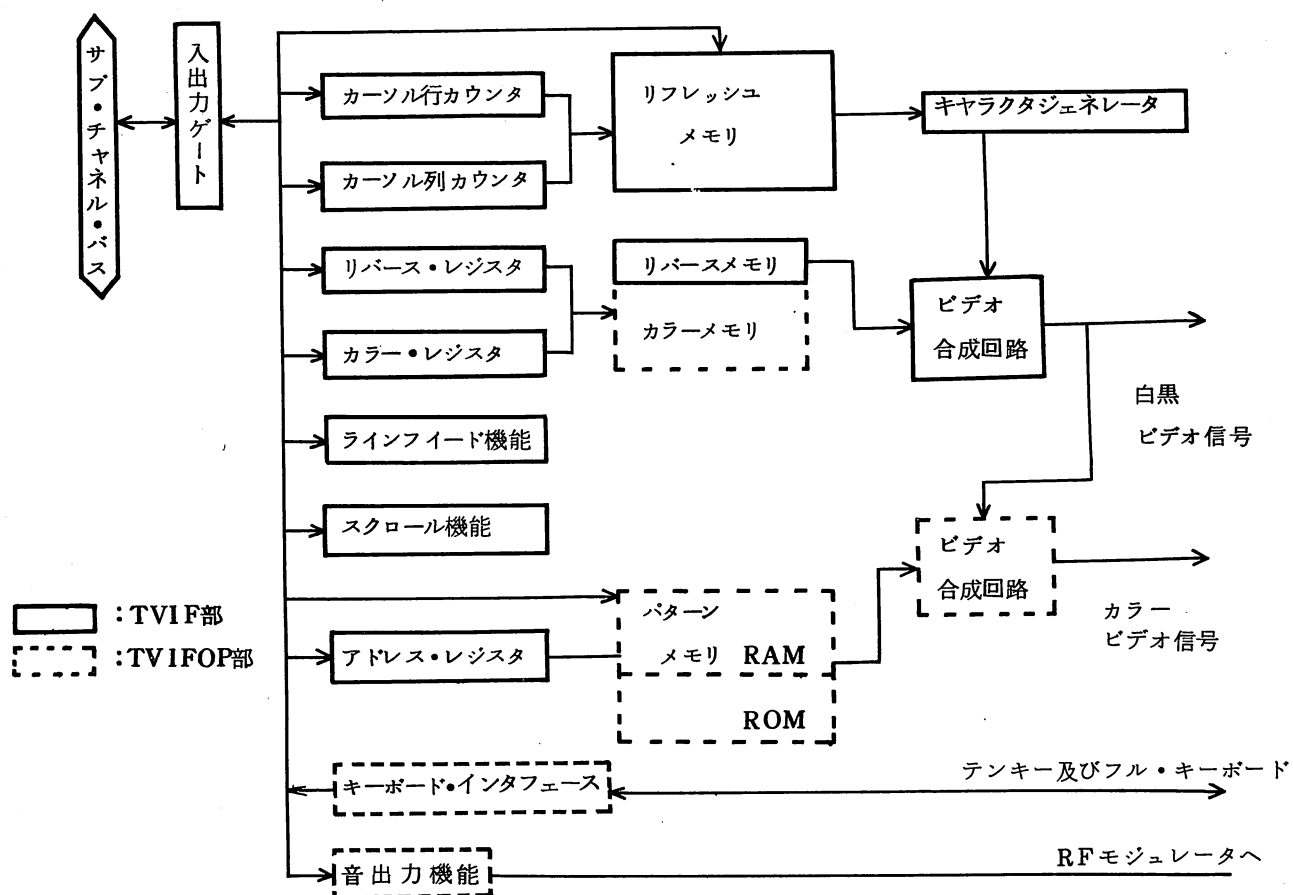 サブ・チャネル・バス
入出力ゲート
カーソル行カウンタ
カーソル列カウンタ
リフレッシュ
メモリ
キャラクタジェネレータ
リバース・レジスタ
カラー・レジスタ
リバースメモリ
カラーメモリ
ビデオ
合成回路
白黒
ビデオ信号
ラインフィード機能
スクロール機能
ビデオ
合成回路
カラー
ビデオ信号
:TVIF部
:TVIFOP部
アドレス・レジスタ
パターン
メモリ RAM
ROM
キーボード・インタフェース
テンキー及びフル・キーボード
音出力機能
RFモジュレータへ